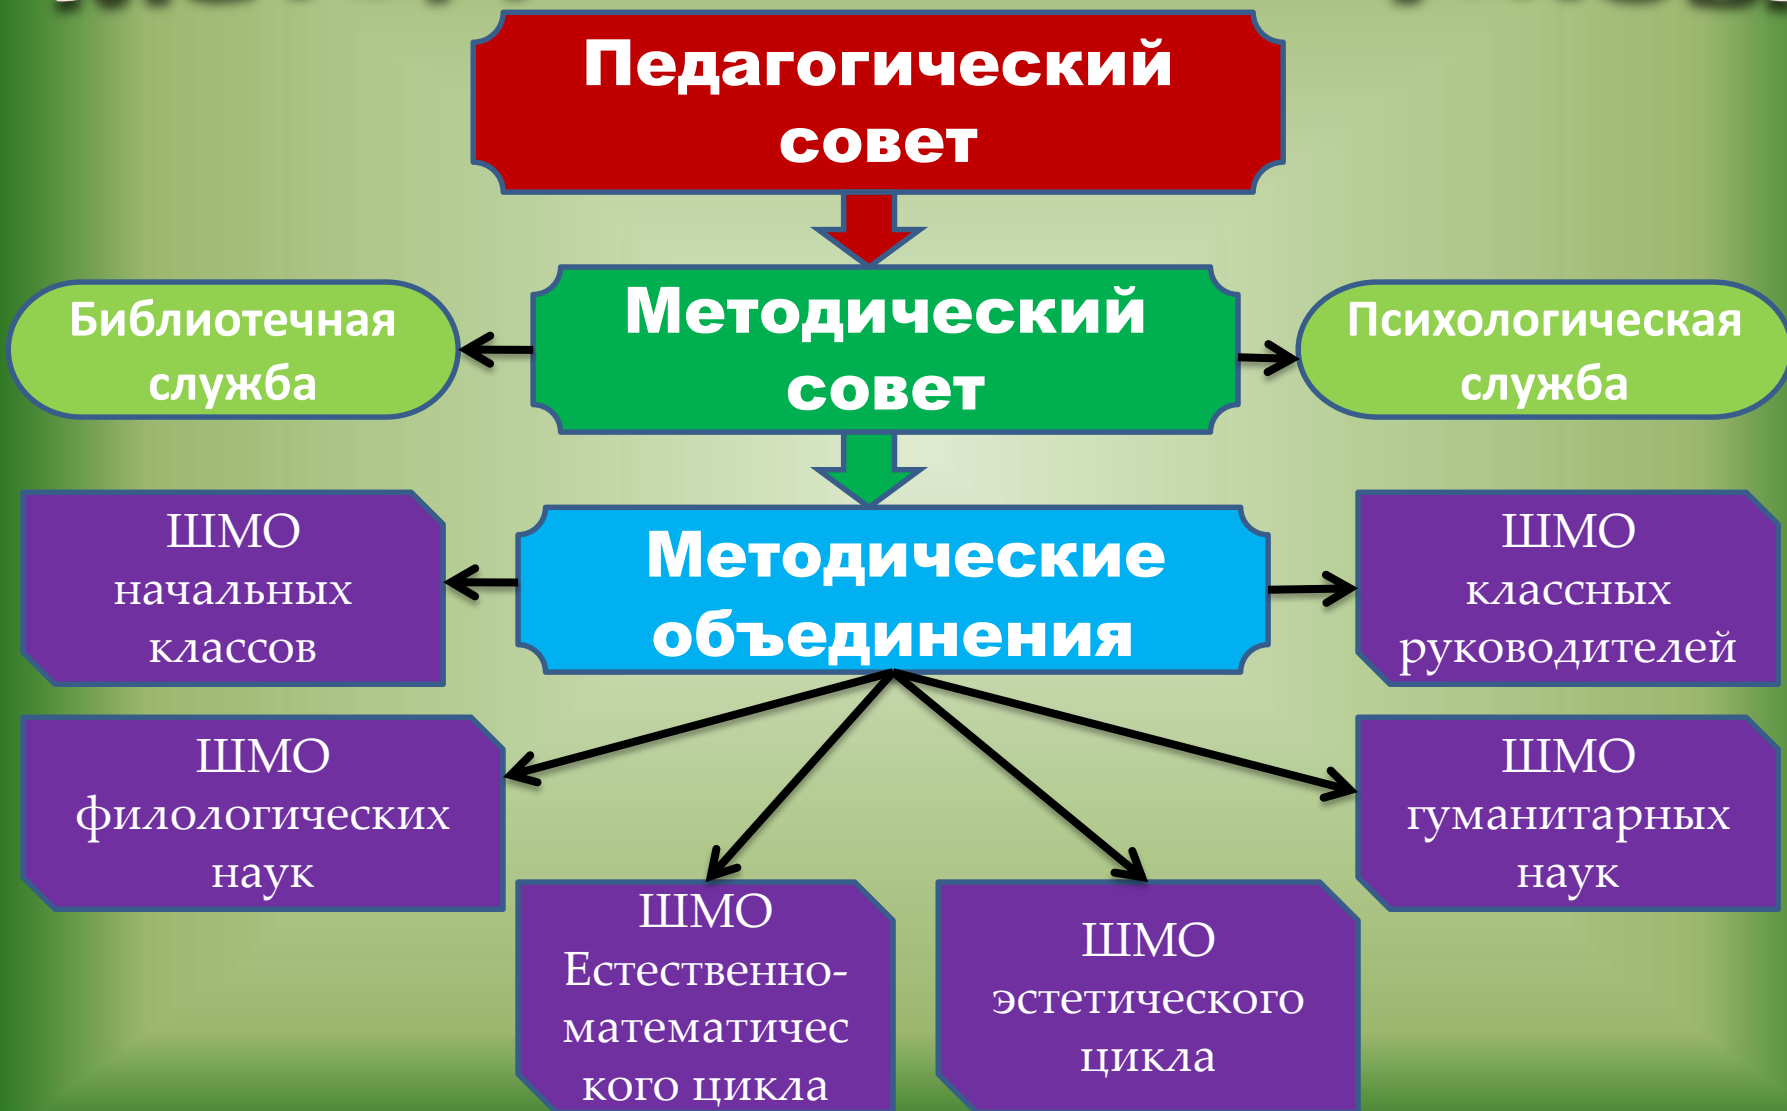 Педагогический
совет
Библиотечная
служба
Методический
совет
Психологическая
служба
ШМО
начальных
классов
Методические
объединения
ШМО
классных
руководителей
ШМО
филологических
наук
ШМО
гуманитарных
наук
ШМО
Естественно-
математичес
кого цикла
ШМО
эстетического
цикла